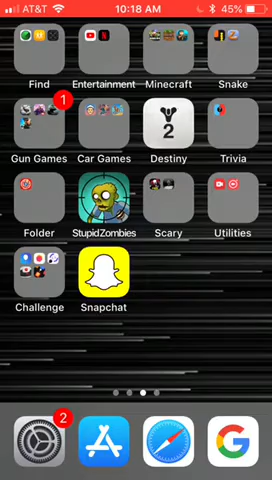 AT&T 10:18 AM 45%
Find Entertainment Minecraft Snake
1
2
Gun Games Car Games Destiny Trivia
Folder StupidZombies Scary Utilities
Challenge Snapchat
2